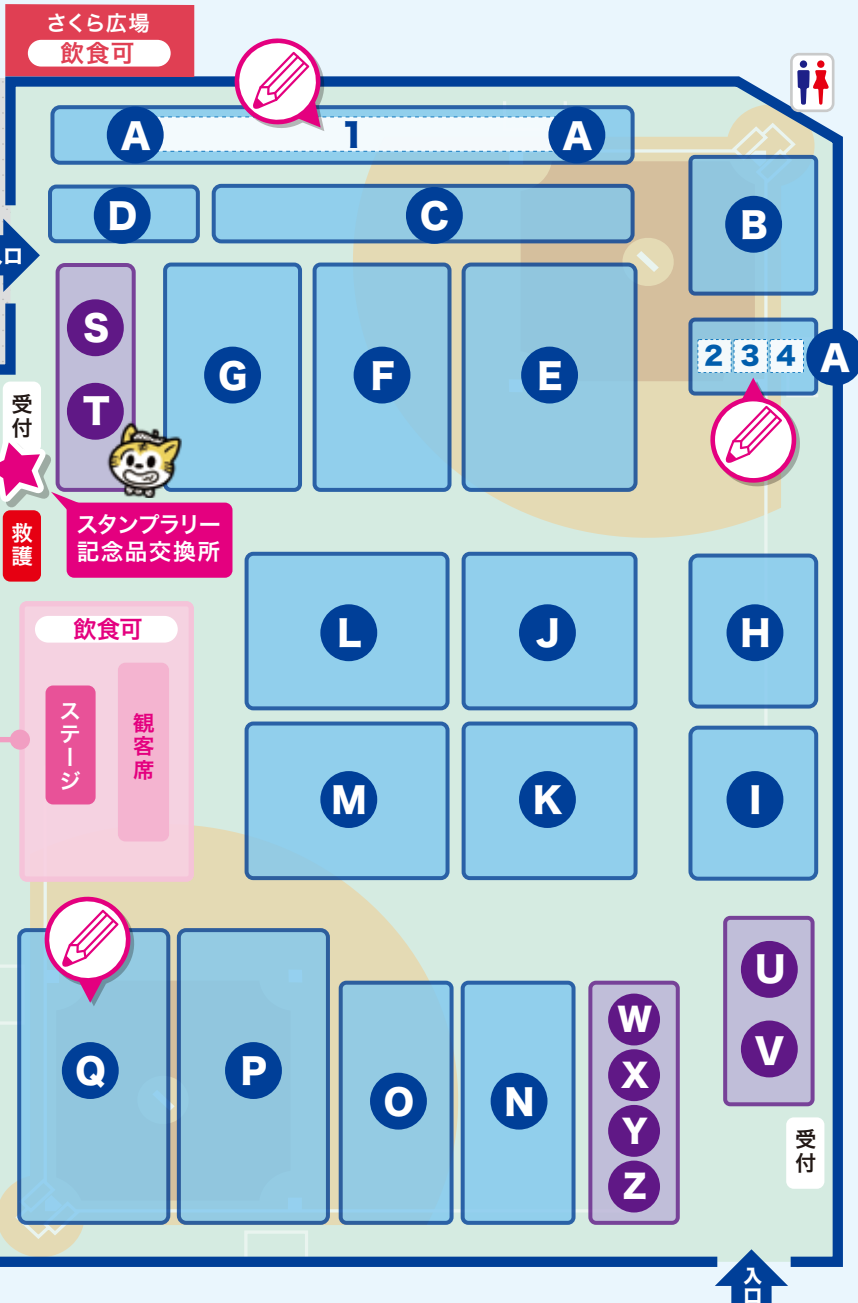 さくら広場
飲食可
A 1 A
D C B
入口
S G F E
T
2 3 4 A
受付
スタンプラリー
記念品交換所
救護
L J H
飲食可
ステージ
観客席
M K I
Q P O N
W
X
Y
Z
U
V
受付
入口